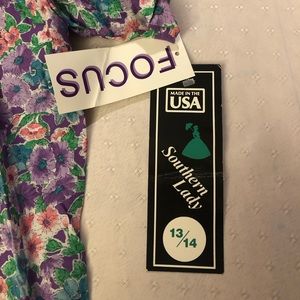 FOCUS
MADE IN THE
USA
Southern
Lady
13/14